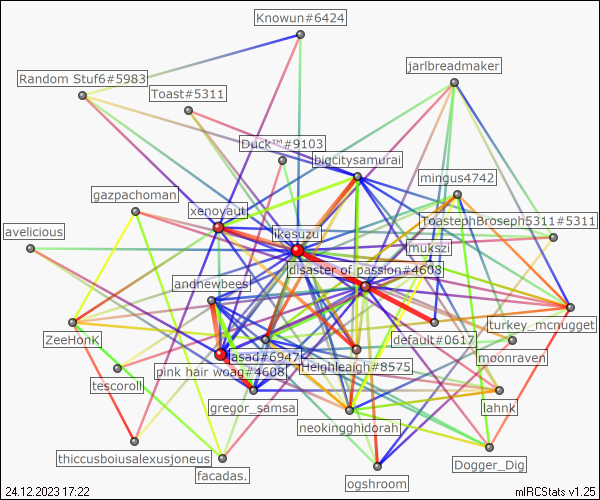 Knowun#6424
jarlbreadmaker
Random Stuf6#5983
Toast#5311
Duck™#9103
bigcitysamurai
mingus4742
gazpachoman
xenoyaut
ToastephBroseph5311#5311
avelicious
ikasuzu
mukszi
disaster of passion#4608
andnewbees
turkey_mcnugget
ZeeHonK
default#0617
asad#6947
moonraven
pink hair woag#4608
Heighleaigh#8575
tescoroll
gregor_samsa
lahnk
neokingghidorah
thiccusboiusalexusjoneus
Dogger_Dig
facadas.
ogshroom
24.12.2023 17:22
mIRCStats v1.25